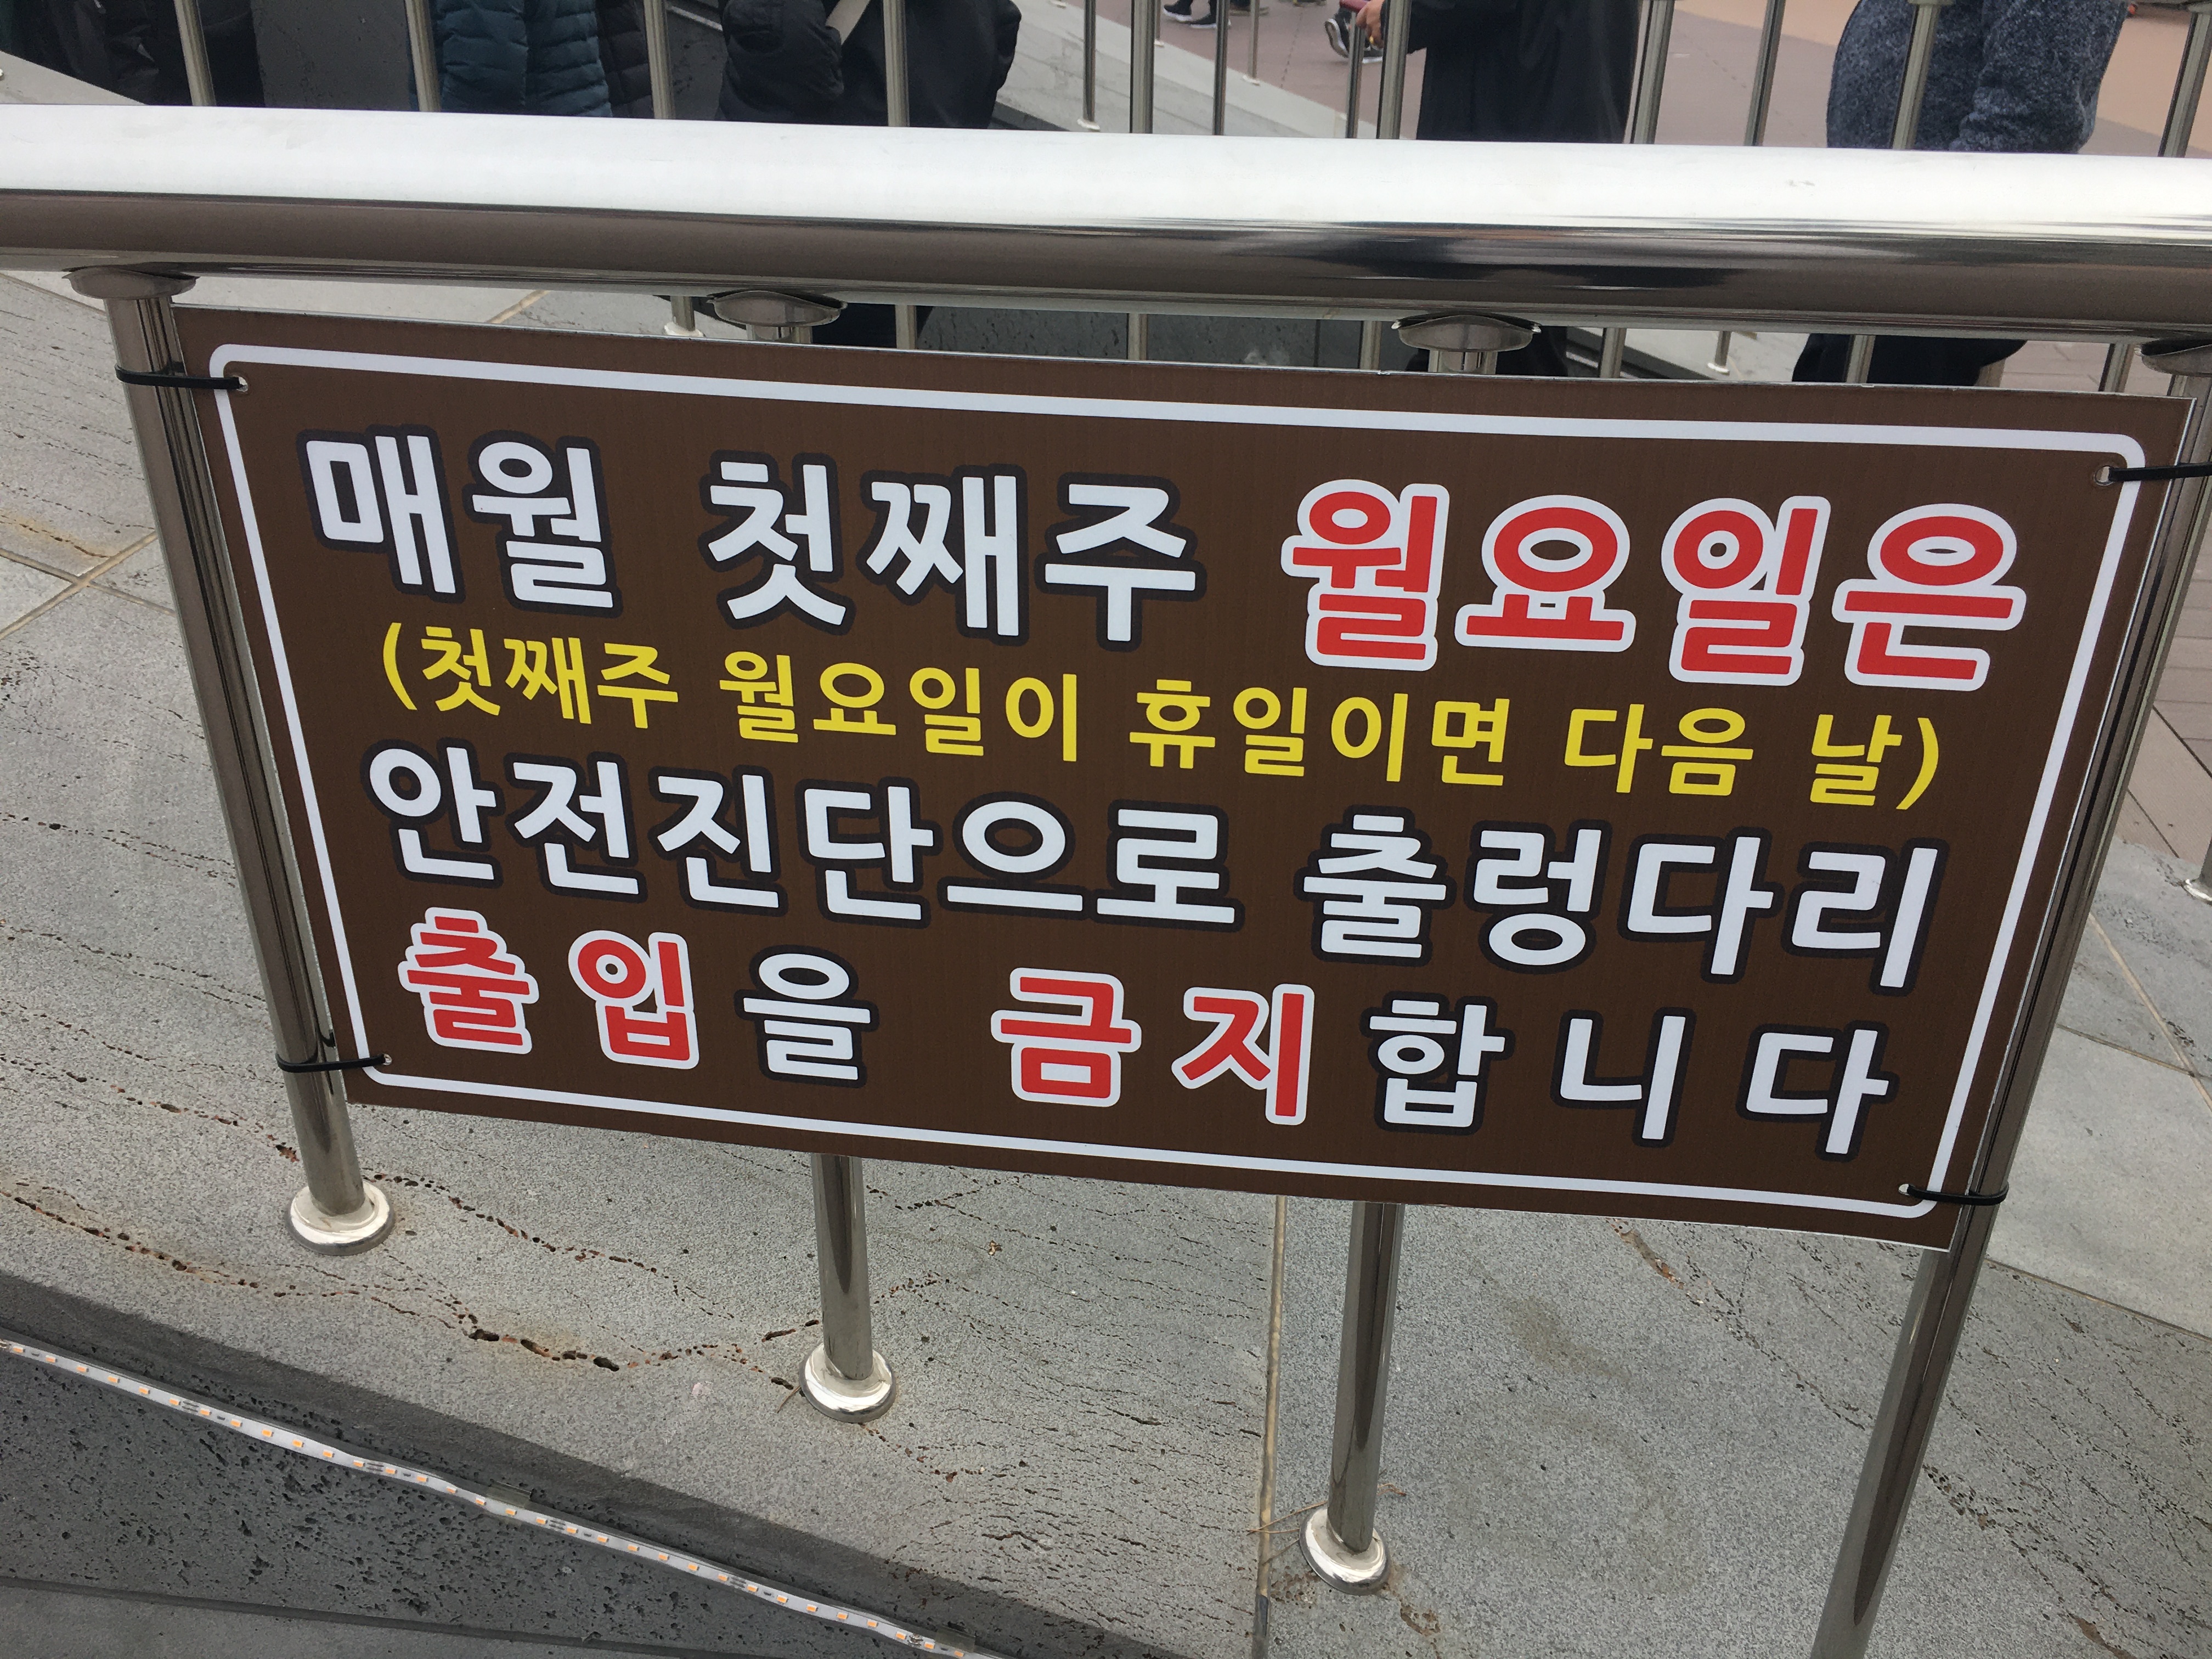 매월 첫째주 월요일은
(첫째주 월요일이 휴일이면 다음 날)
안전진단으로 출렁다리
출입을 금지합니다